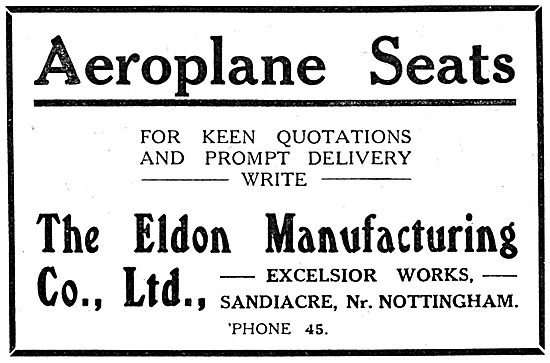 Aeroplane Seats
FOR KEEN QUOTATIONS
AND PROMPT DELIVERY
WRITE
The Eldon Manufacturing
Co., Ltd., — EXCELSIOR WORKS, —
SANDIACRE, Nr. NOTTINGHAM.
'PHONE 45.